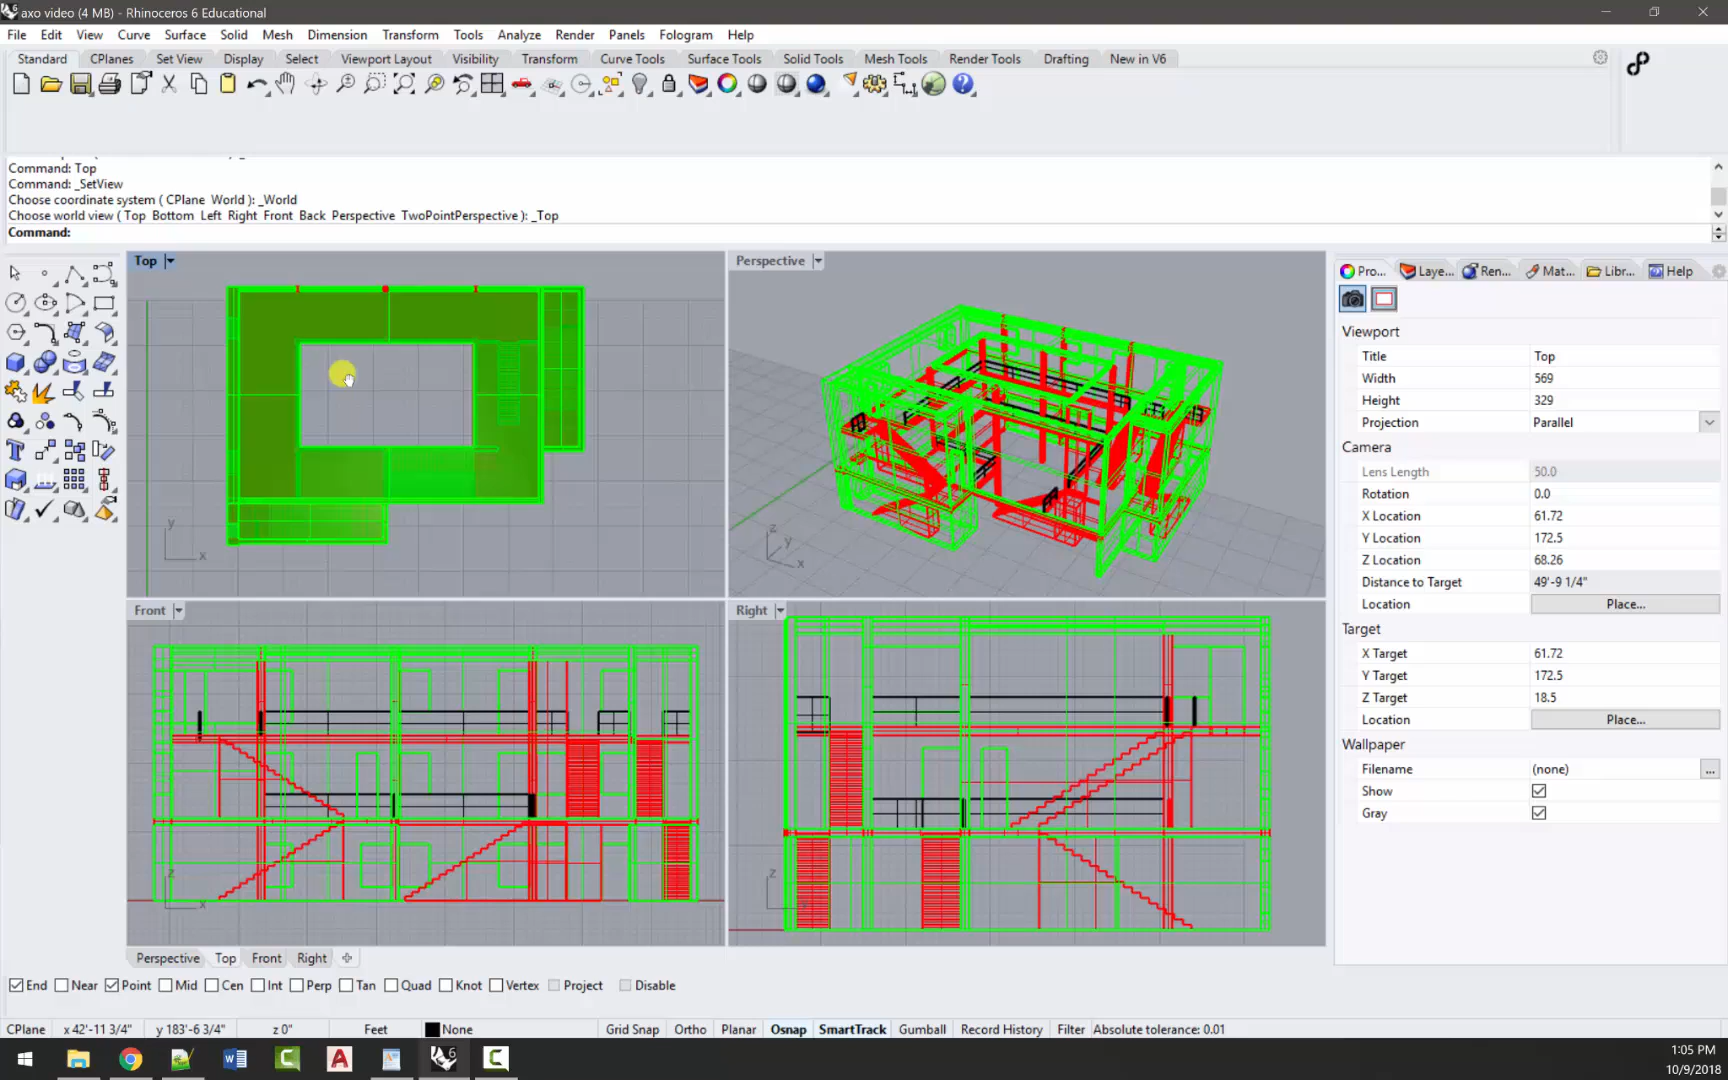 axo video (4 MB) - Rhinoceros 6 Educational
File Edit View Curve Surface Solid Mesh Dimension Transform Tools Analyze Render Panels Fologram Help
Standard CPlanes Set View Display Select Viewport Layout Visibility Transform Curve Tools Surface Tools Solid Tools Mesh Tools Render Tools Drafting New in V6
Command: Top
Command: _SetView
Choose coordinate system ( CPlane World ): _World
Choose world view ( Top Bottom Left Right Front Back Perspective TwoPointPerspective ): _Top
Command:
Top
Perspective
Pro... Laye... Ren... Mat... Libr... Help
Viewport
Title Top
Width 569
Height 329
Projection Parallel
Camera
Lens Length 50.0
Rotation 0.0
X Location 61.72
Y Location 172.5
Z Location 68.26
Distance to Target 49'-9 1/4"
Location Place...
Target
X Target 61.72
Y Target 172.5
Z Target 18.5
Location Place...
Wallpaper
Filename (none) ...
Show
Gray
y
x
z
y
x
Front
Right
z
x
z
Perspective Top Front Right
End Near Point Mid Cen Int Perp Tan Quad Knot Vertex Project Disable
CPlane x 42'-11 3/4" y 183'-6 3/4" z 0" Feet None Grid Snap Ortho Planar Osnap SmartTrack Gumball Record History Filter Absolute tolerance: 0.01
1:05 PM
10/9/2018